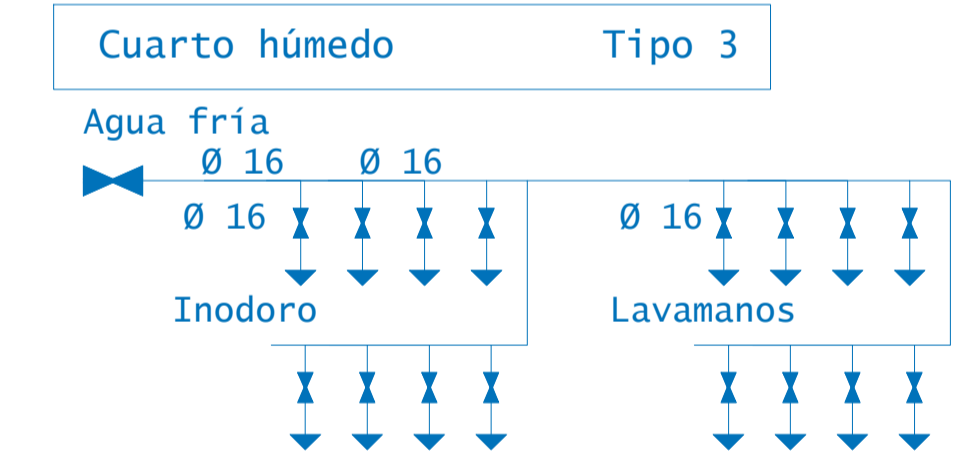 Cuarto húmedo Tipo 3
Agua fría
Ø 16 Ø 16
Ø 16 Ø 16
Inodoro Lavamanos